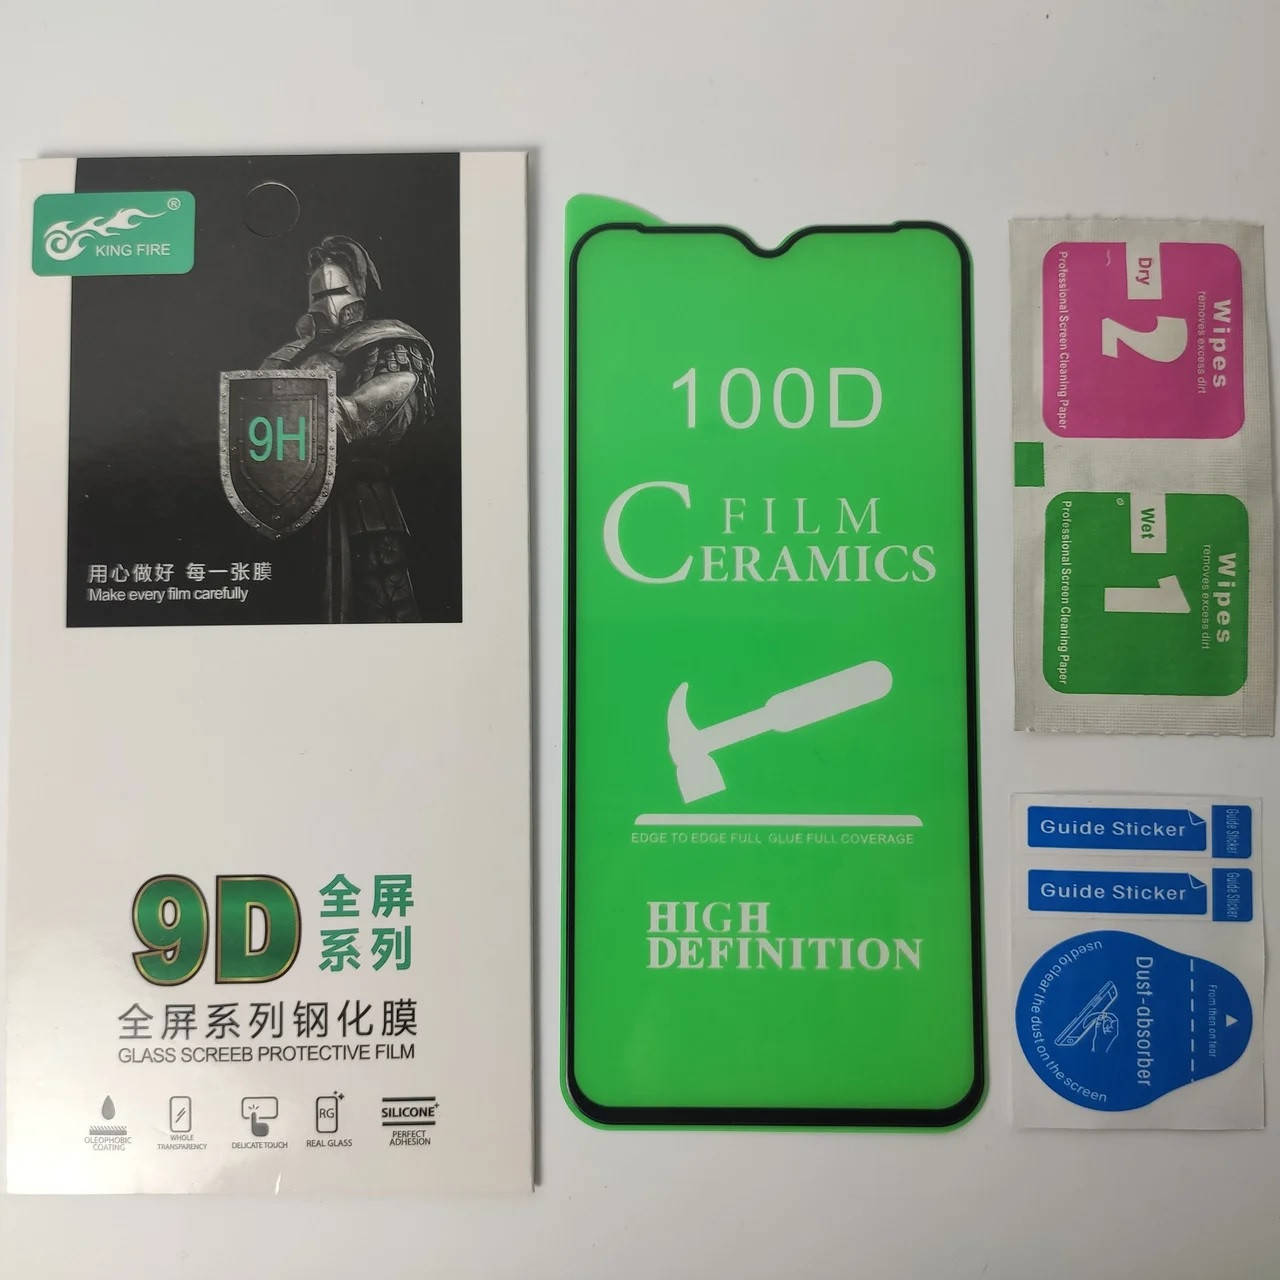 KING FIRE
®
9H
用心做好 每一张膜
Make every film carefully
9D 全屏
系列
全屏系列钢化膜
GLASS SCREEB PROTECTIVE FILM
OLEOPHOBIC
COATING
WHOLE
TRANSPARENCY
DELICATE TOUCH
RG
REAL GLASS
SILICONE+
PERFECT
ADHESION
100D
FILM
CERAMICS
EDGE TO EDGE FULL GLUE FULL COVERAGE
HIGH
DEFINITION
Wipes
removes excess dirt
Dry
2
Professional Screen Cleaning Paper
Wipes
removes excess dirt
Wet
1
Professional Screen Cleaning Paper
Guide Sticker
Guide Sticker
Guide Sticker
Guide Sticker
From then on tear
Dust-absorber
used to clear the dust on the screen